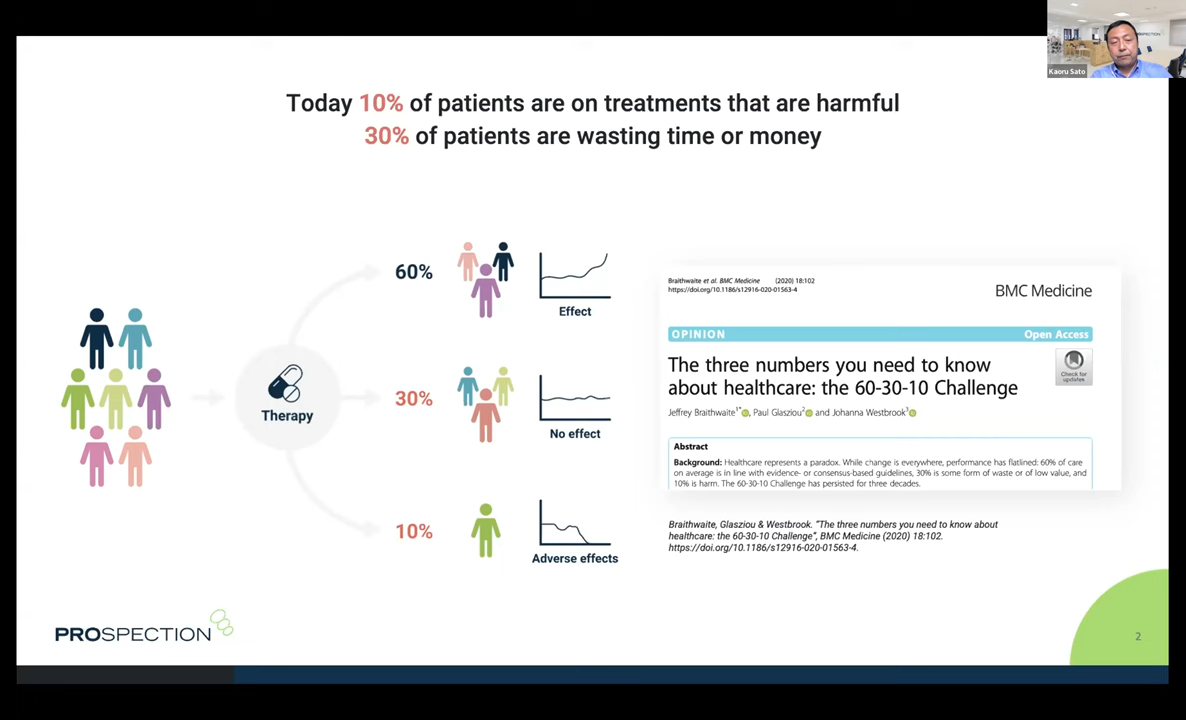 Kaoru Sato
Today 10% of patients are on treatments that are harmful
30% of patients are wasting time or money
Therapy
60%
Effect
30%
No effect
10%
Adverse effects
Braithwaite et al. BMC Medicine (2020) 18:102
https://doi.org/10.1186/s12916-020-01563-4
BMC Medicine
OPINION Open Access
The three numbers you need to know
about healthcare: the 60-30-10 Challenge
Check for
updates
Jeffrey Braithwaite1*, Paul Glasziou2 and Johanna Westbrook3
Abstract
Background: Healthcare represents a paradox. While change is everywhere, performance has flatlined: 60% of care
on average is in line with evidence- or consensus-based guidelines, 30% is some form of waste or of low value, and
10% is harm. The 60-30-10 Challenge has persisted for three decades.
Braithwaite, Glasziou & Westbrook. "The three numbers you need to know about
healthcare: the 60-30-10 Challenge", BMC Medicine (2020) 18:102.
https://doi.org/10.1186/s12916-020-01563-4.
PROSPECTION
2